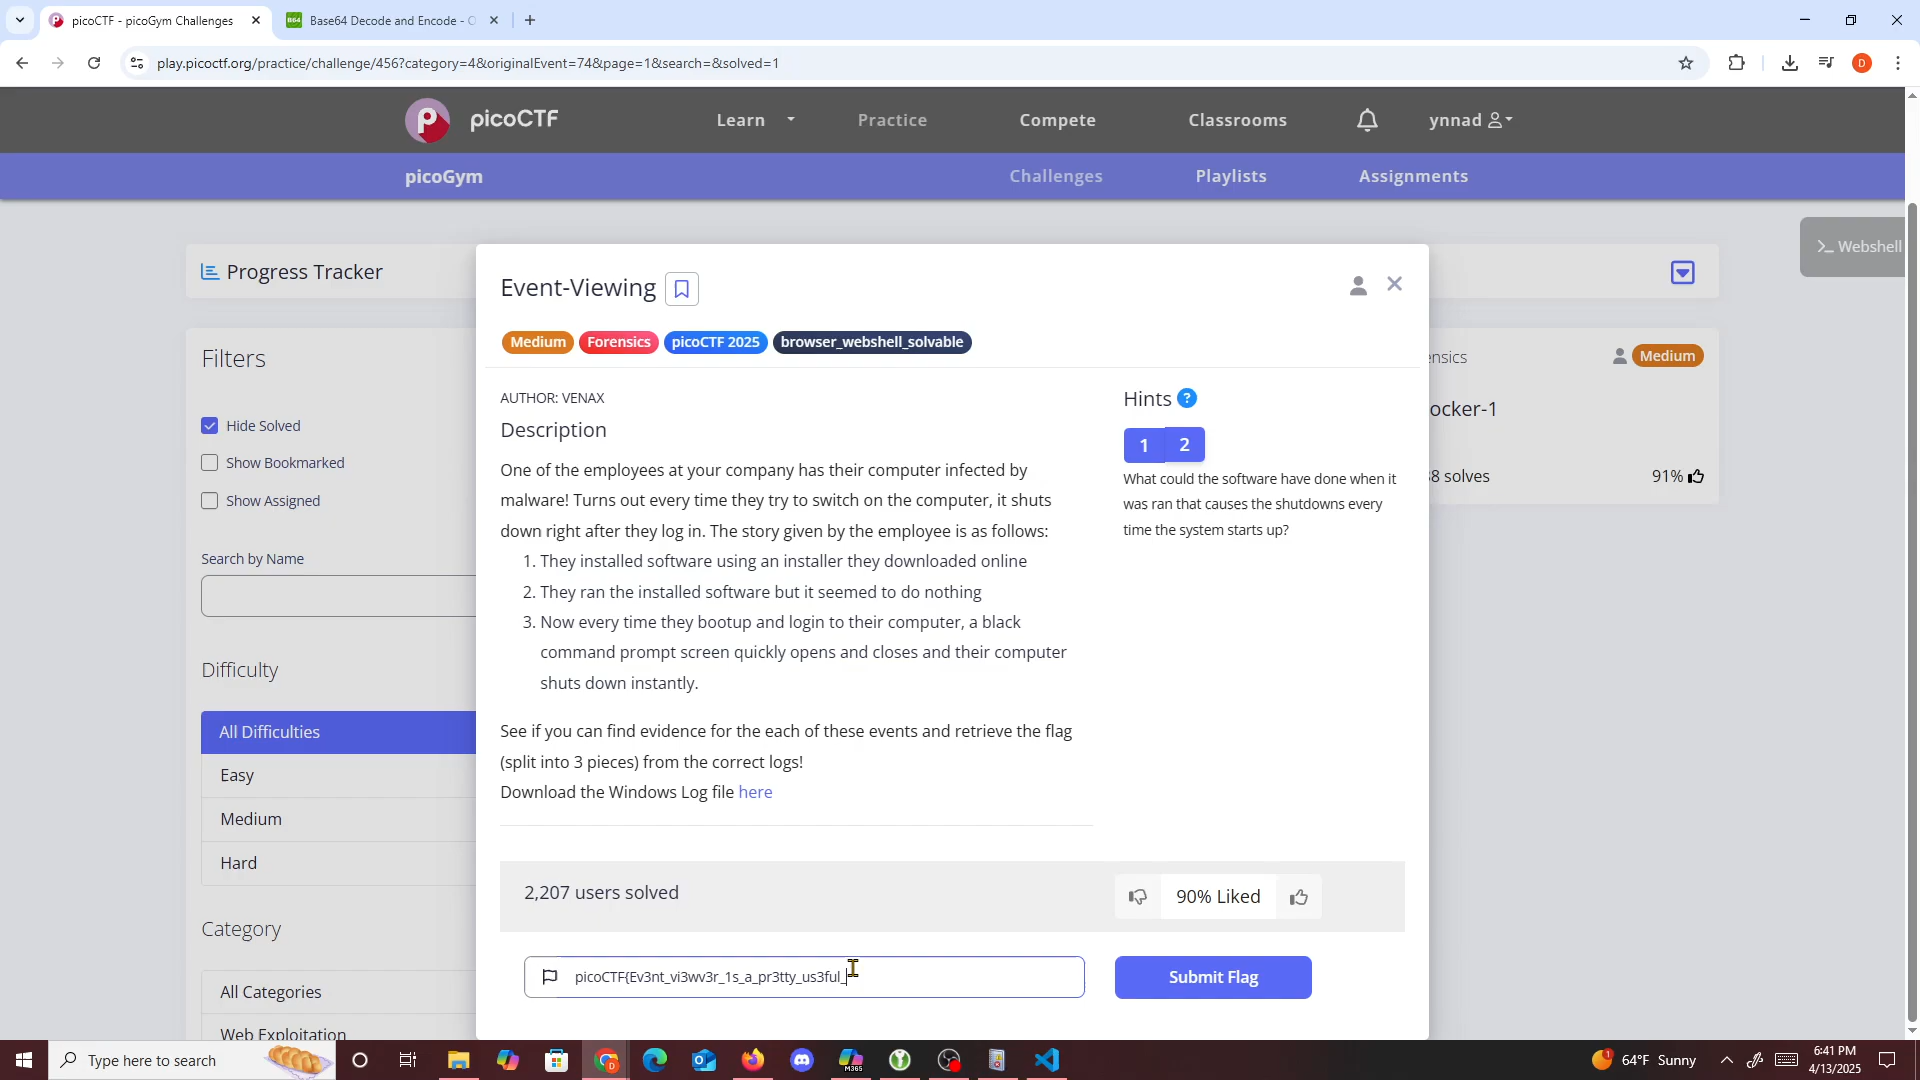 picoCTF - picoGym Challenges
Base64 Decode and Encode - O
play.picoctf.org/practice/challenge/456?category=4&originalEvent=74&page=1&search=&solved=1
D
picoCTF
Learn
Practice
Compete
Classrooms
ynnad
picoGym
Challenges
Playlists
Assignments
>_ Webshell
Progress Tracker
Filters
Hide Solved
Show Bookmarked
Show Assigned
Search by Name
Difficulty
All Difficulties
Easy
Medium
Hard
Category
All Categories
Web Exploitation
Event-Viewing
Medium
Forensics
picoCTF 2025
browser_webshell_solvable
AUTHOR: VENAX
Description
One of the employees at your company has their computer infected by
malware! Turns out every time they try to switch on the computer, it shuts
down right after they log in. The story given by the employee is as follows:
1. They installed software using an installer they downloaded online
2. They ran the installed software but it seemed to do nothing
3. Now every time they bootup and login to their computer, a black
command prompt screen quickly opens and closes and their computer
shuts down instantly.
See if you can find evidence for the each of these events and retrieve the flag
(split into 3 pieces) from the correct logs!
Download the Windows Log file here
Hints ?
1 2
What could the software have done when it
was ran that causes the shutdowns every
time the system starts up?
2,207 users solved
90% Liked
picoCTF{Ev3nt_vi3wv3r_1s_a_pr3tty_us3ful_
Submit Flag
ensics
Medium
ocker-1
8 solves
91%
Type here to search
M365
D
1
64°F Sunny
6:41 PM
4/13/2025